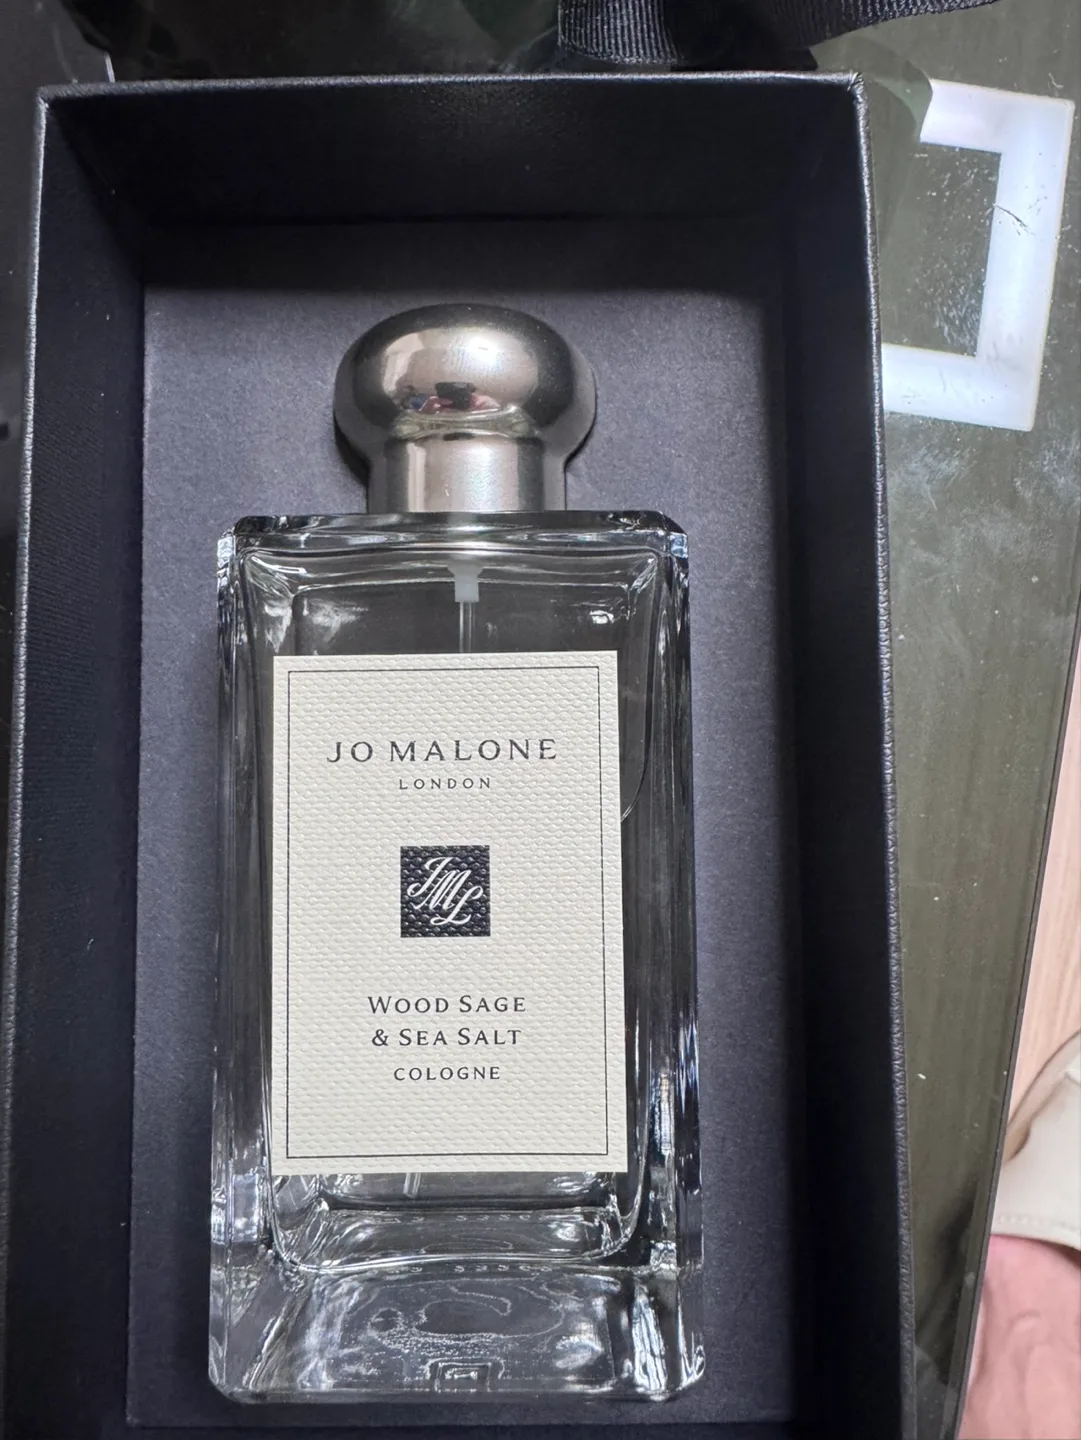 JO MALONE
LONDON
JML
WOOD SAGE
& SEA SALT
COLOGNE